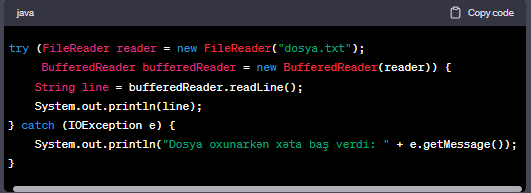 java
Copy code
try (FileReader reader = new FileReader("dosya.txt");
     BufferedReader bufferedReader = new BufferedReader(reader)) {
    String line = bufferedReader.readLine();
    System.out.println(line);
} catch (IOException e) {
    System.out.println("Dosya oxunarkən xəta baş verdi: " + e.getMessage());
}